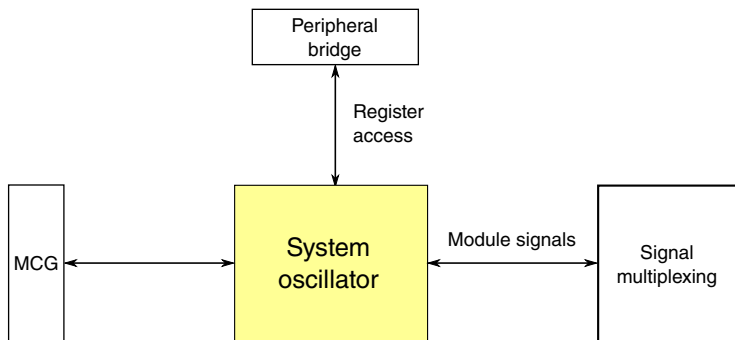 Peripheral
bridge
Register
access
MCG
System
oscillator
Module signals
Signal
multiplexing